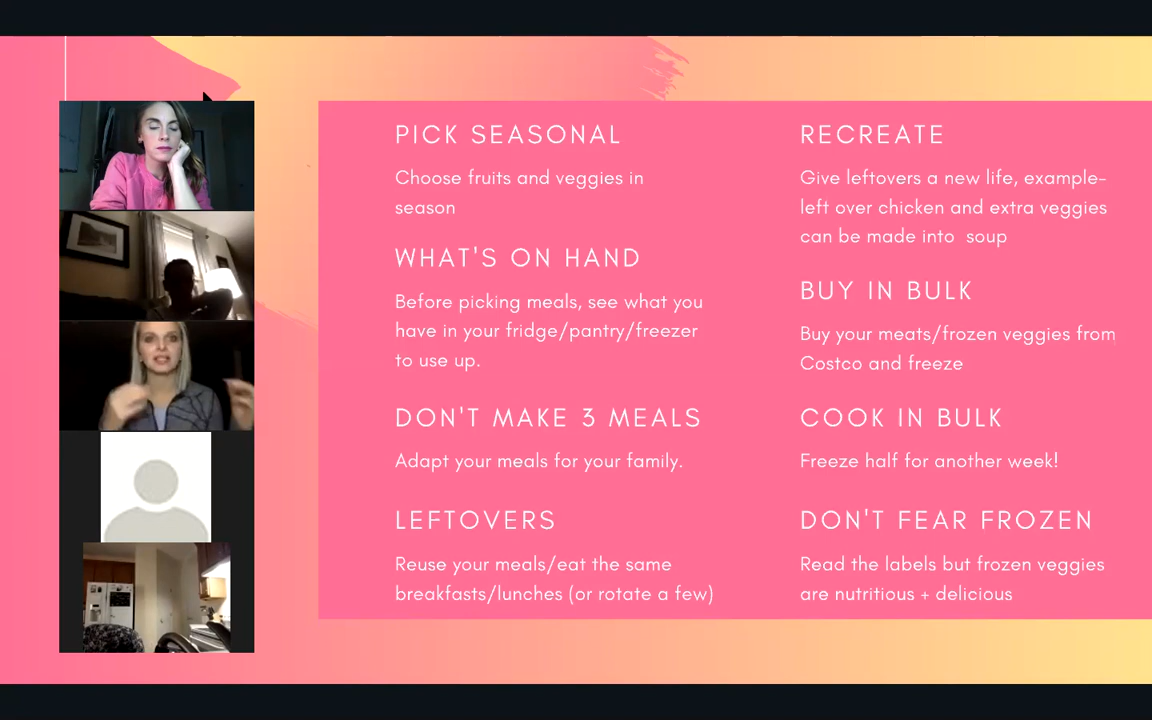 PICK SEASONAL
Choose fruits and veggies in
season
WHAT'S ON HAND
Before picking meals, see what you
have in your fridge/pantry/freezer
to use up.
DON'T MAKE 3 MEALS
Adapt your meals for your family.
LEFTOVERS
Reuse your meals/eat the same
breakfasts/lunches (or rotate a few)
RECREATE
Give leftovers a new life, example-
left over chicken and extra veggies
can be made into  soup
BUY IN BULK
Buy your meats/frozen veggies from
Costco and freeze
COOK IN BULK
Freeze half for another week!
DON'T FEAR FROZEN
Read the labels but frozen veggies
are nutritious + delicious